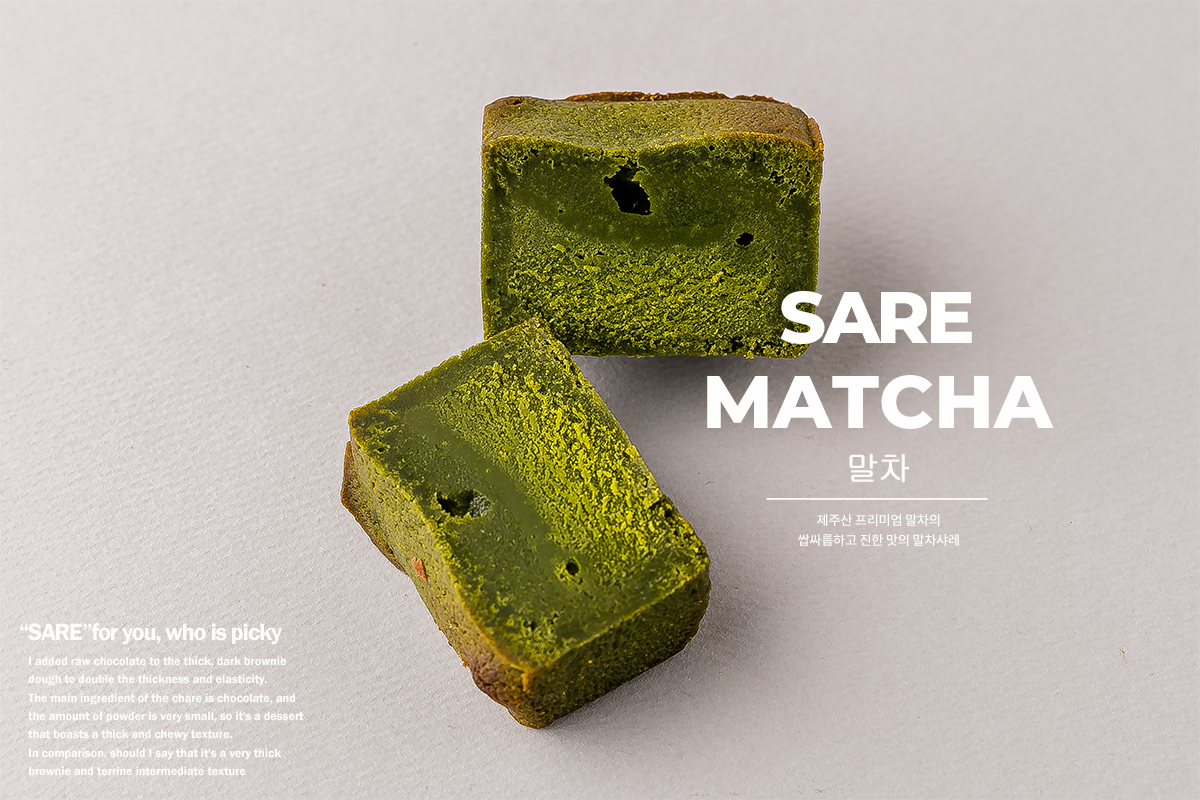 SARE
MATCHA
말차
제주산 프리미엄 말차의
쌉싸름하고 진한 맛의 말차샤레
“SARE”for you, who is picky
I added raw chocolate to the thick, dark brownie
dough to double the thickness and elasticity.
The main ingredient of the chare is chocolate, and
the amount of powder is very small, so it's a dessert
that boasts a thick and chewy texture.
In comparison, should I say that it's a very thick
brownie and terrine intermediate texture